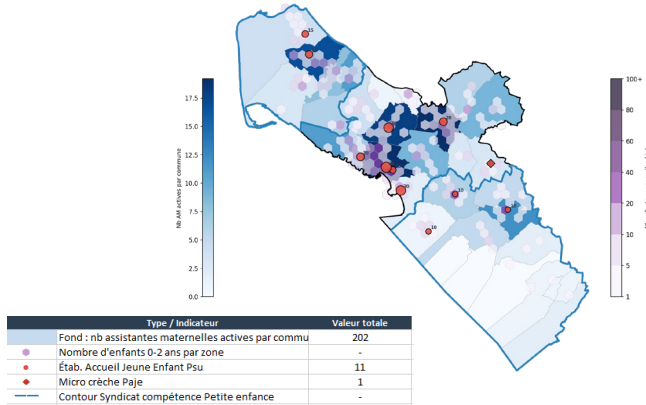 15
100+
80
60
40
20
10
5
1
17.5
15.0
12.5
10.0
7.5
5.0
2.5
0.0
Nb AM actives par commune
10
10
Type / Indicateur Valeur totale
Fond : nb assistantes maternelles actives par commu 202
Nombre d'enfants 0-2 ans par zone -
Étab. Accueil Jeune Enfant Psu 11
Micro crèche Paje 1
Contour Syndicat compétence Petite enfance -